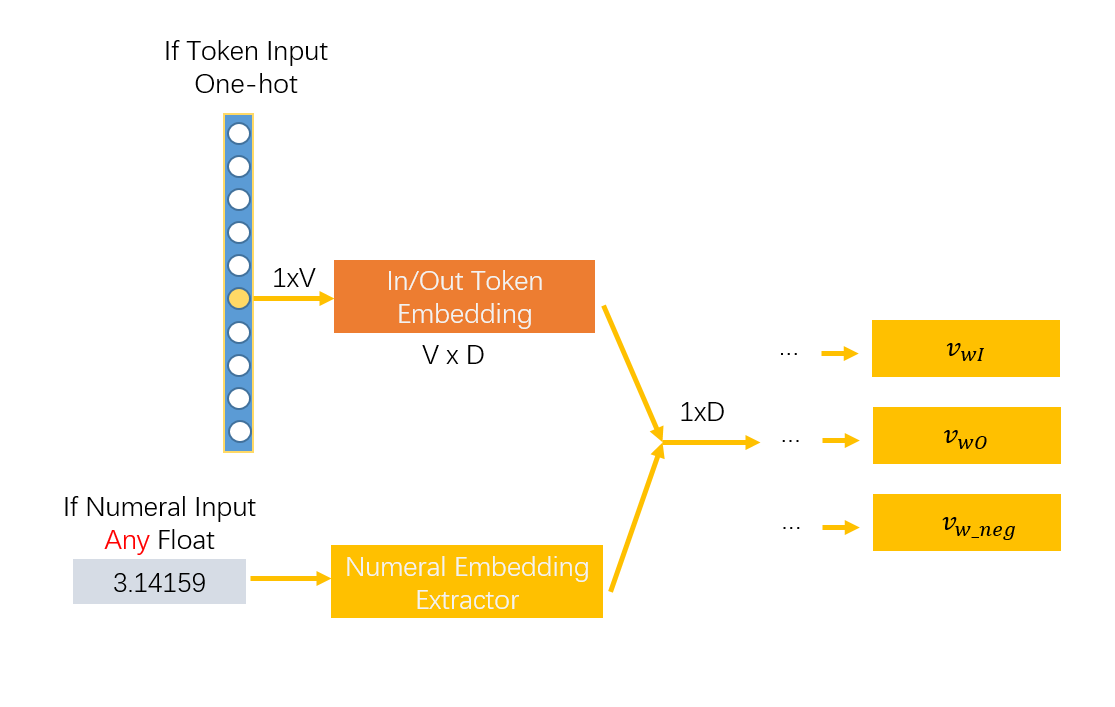 If Token Input
One-hot
1xV
In/Out Token
Embedding
V x D
If Numeral Input
Any Float
3.14159
Numeral Embedding
Extractor
1xD
... v_{wI}
... v_{wO}
... v_{w\_neg}